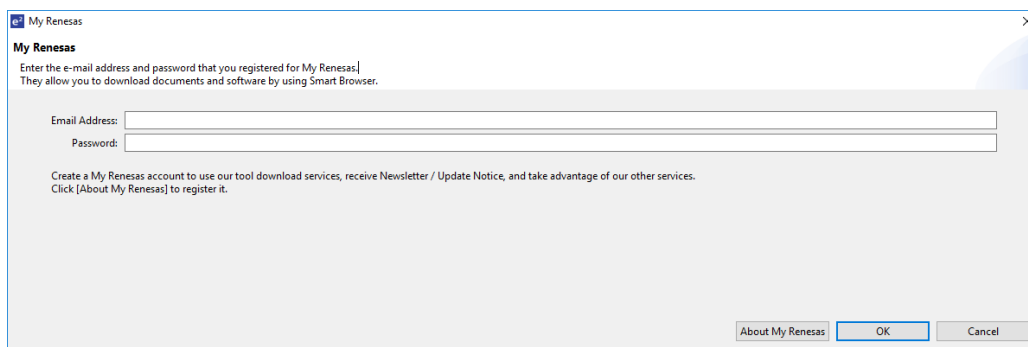 e² My Renesas
My Renesas
Enter the e-mail address and password that you registered for My Renesas.
They allow you to download documents and software by using Smart Browser.
Email Address:
Password:
Create a My Renesas account to use our tool download services, receive Newsletter / Update Notice, and take advantage of our other services.
Click [About My Renesas] to register it.
About My Renesas OK Cancel